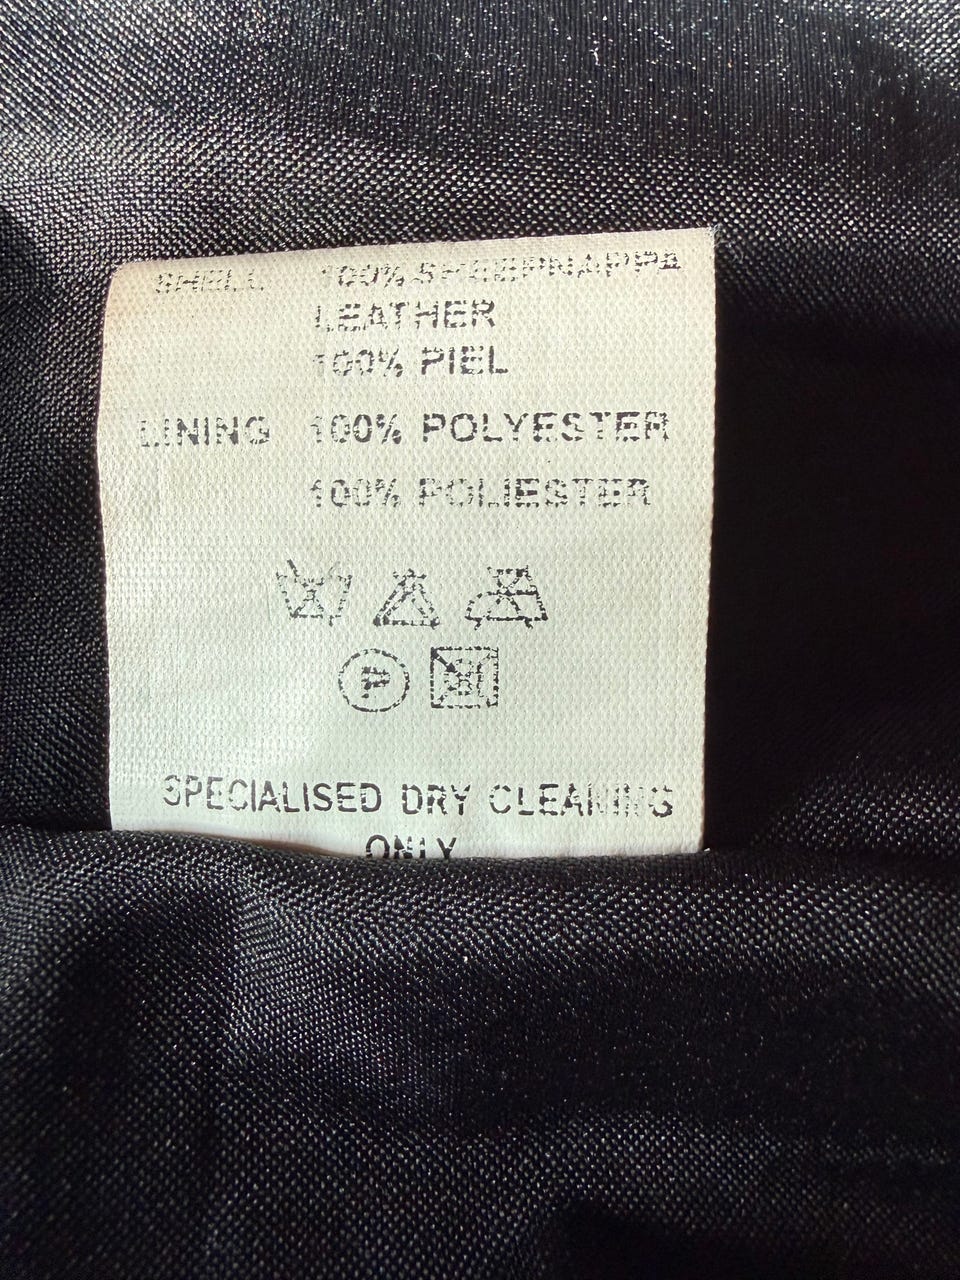 SHELL 100% SHEEPNAPPA
LEATHER
100% PIEL
LINING 100% POLYESTER
100% POLIESTER
P
SPECIALISED DRY CLEANING
ONLY